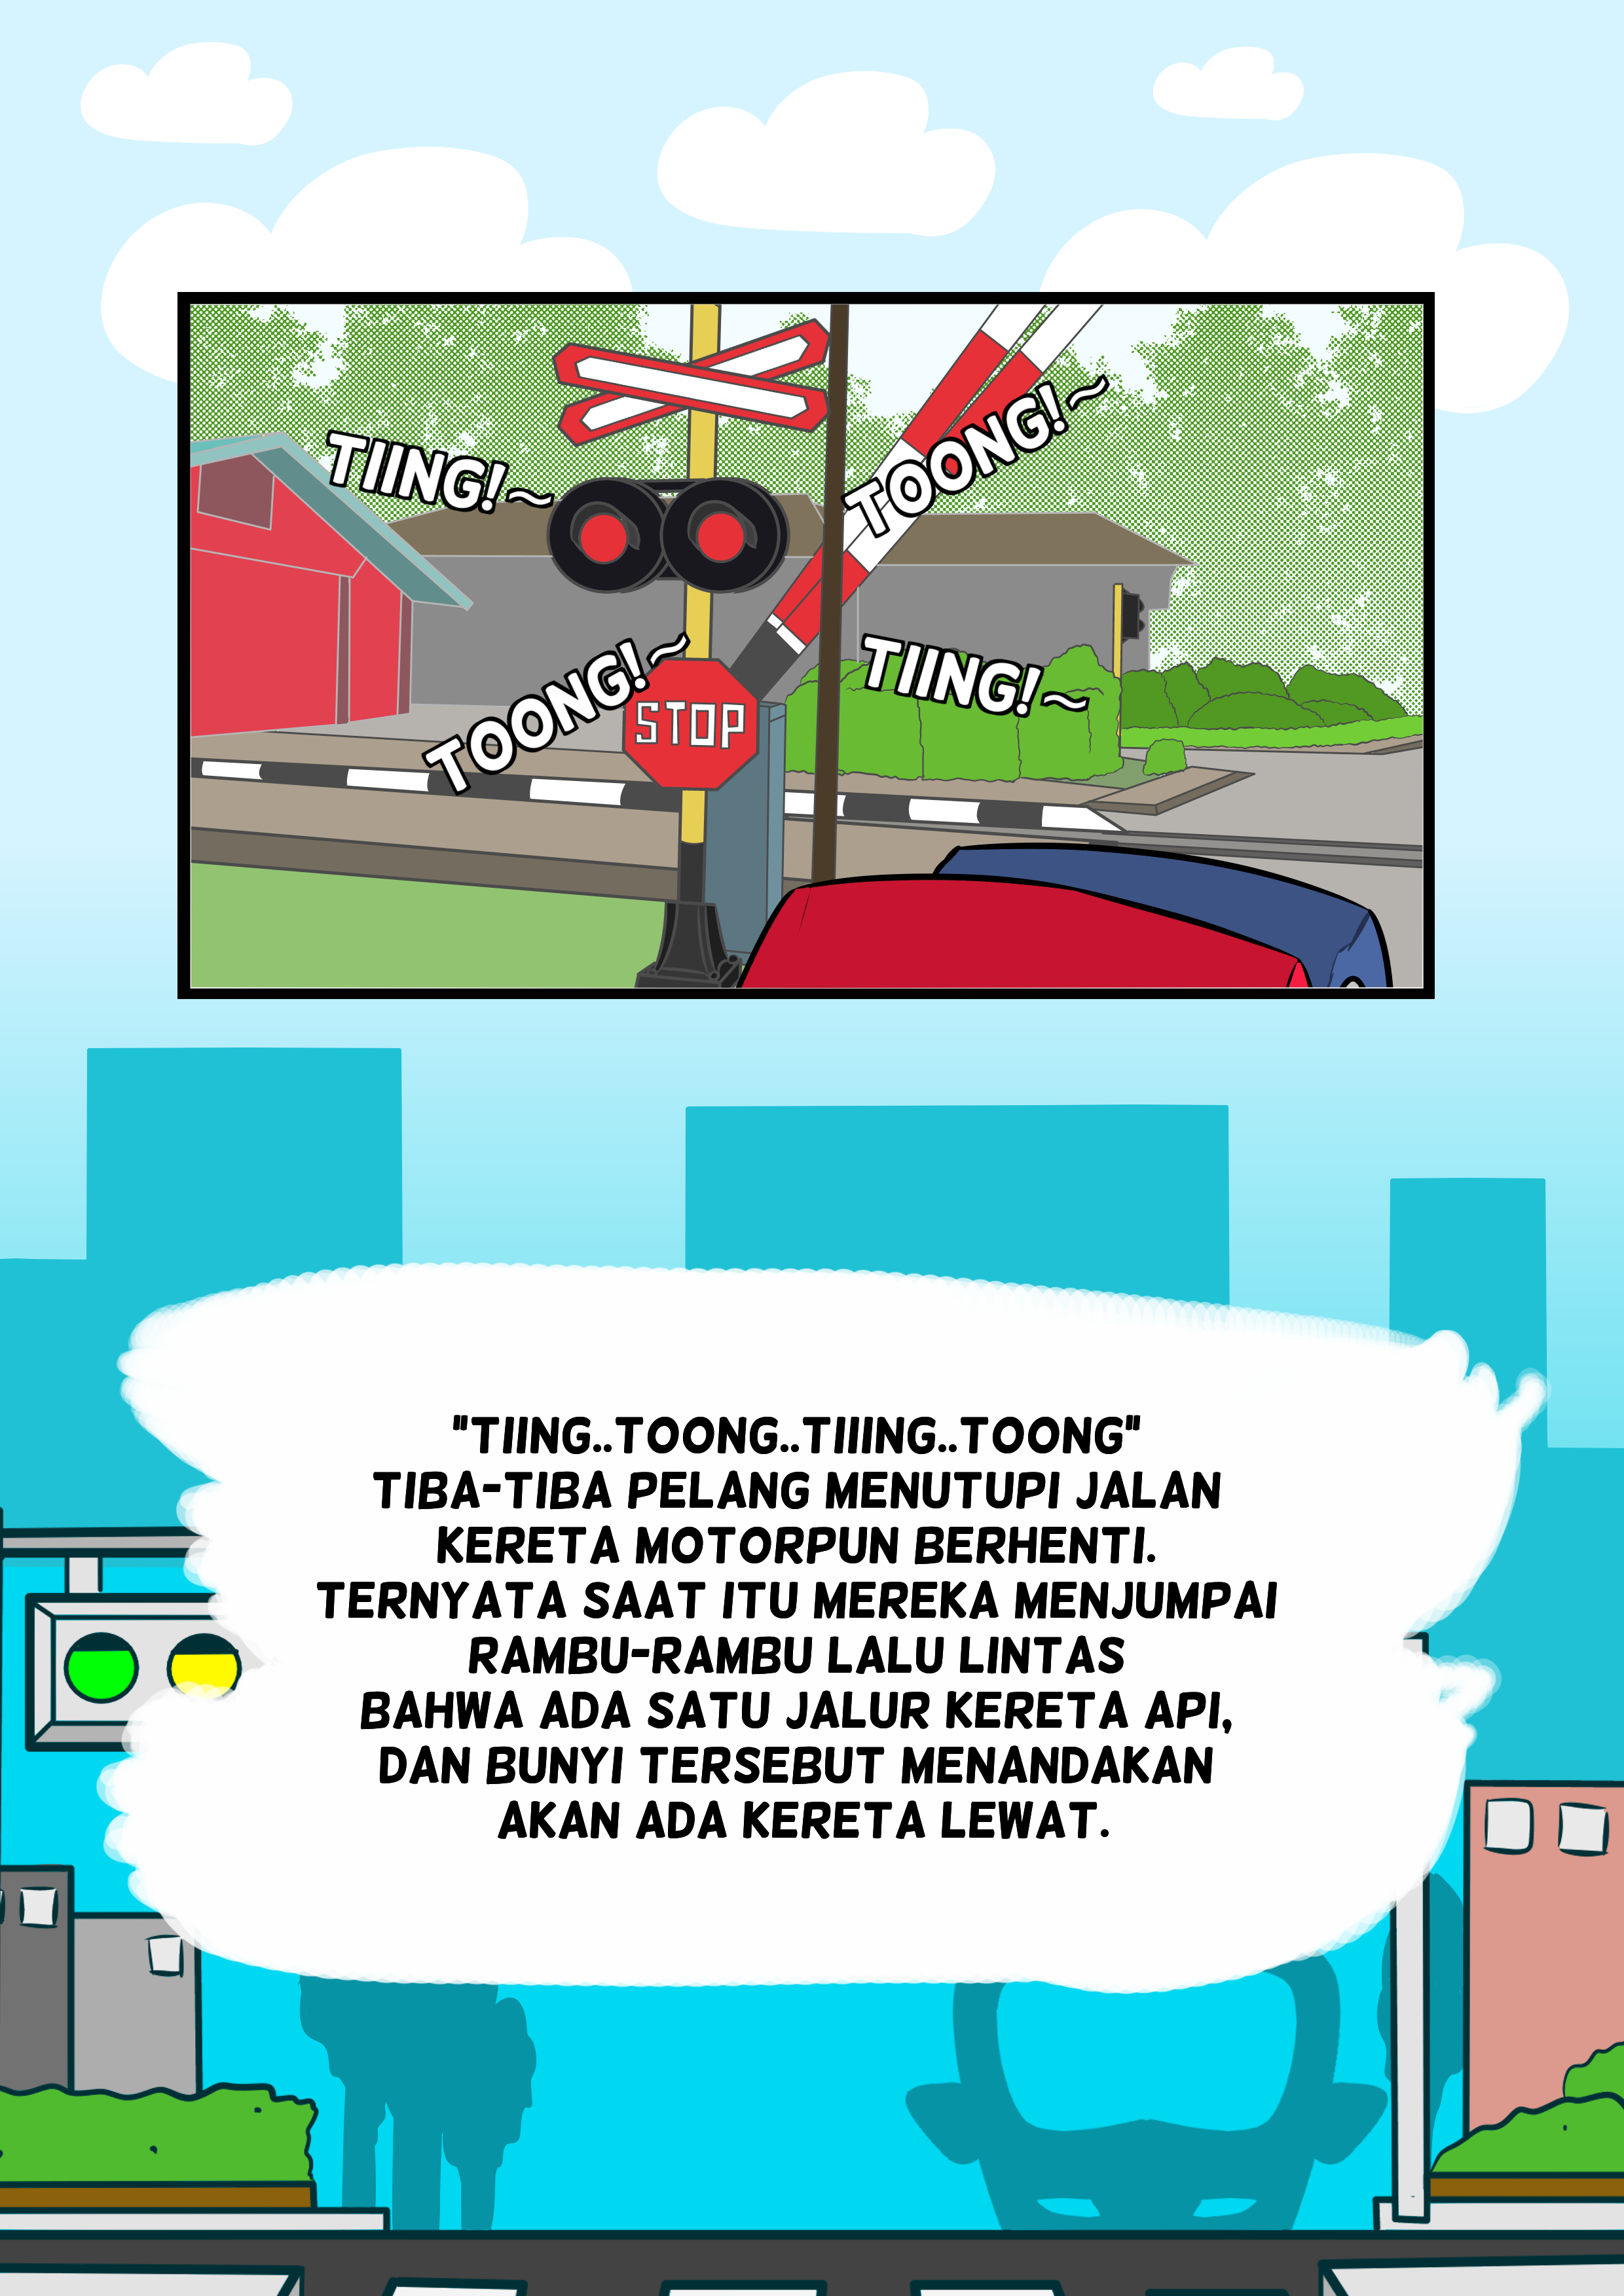 TIING!~
TOONG!~
TOONG!~
STOP
TIING!~
"TIING..TOONG..TIIING..TOONG"
TIBA-TIBA PELANG MENUTUPI JALAN
KERETA MOTORPUN BERHENTI.
TERNYATA SAAT ITU MEREKA MENJUMPAI
RAMBU-RAMBU LALU LINTAS
BAHWA ADA SATU JALUR KERETA API,
DAN BUNYI TERSEBUT MENANDAKAN
AKAN ADA KERETA LEWAT.